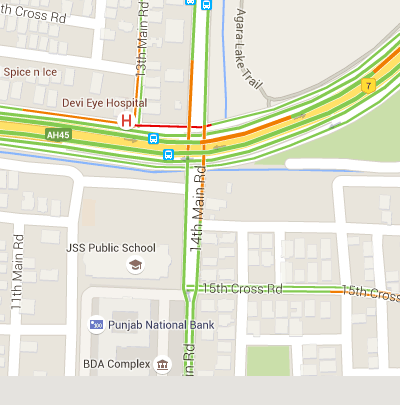 15th Cross Rd
13th Main Rd
Agara-Lake Trail
Spice n Ice
7
Devi Eye Hospital
H
AH45
14th Main Rd
JSS Public School
11th Main Rd
15th Cross Rd
15th Cross
Punjab National Bank
BDA Complex
in Rd